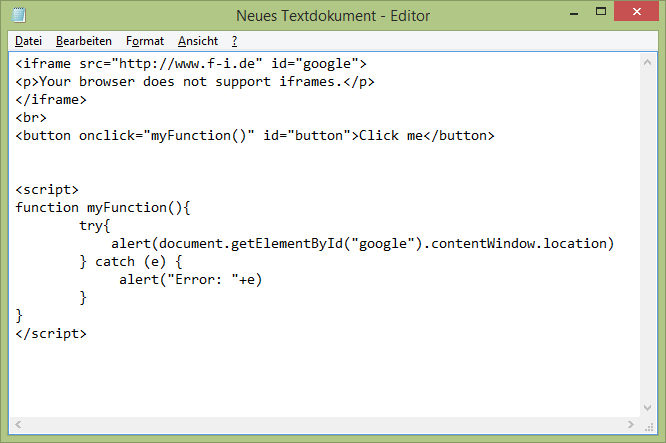 Neues Textdokument - Editor
Datei Bearbeiten Format Ansicht ?
<iframe src="http://www.f-i.de" id="google">
<p>Your browser does not support iframes.</p>
</iframe>
<br>
<button onclick="myFunction()" id="button">Click me</button>
<script>
function myFunction(){
        try{
            alert(document.getElementById("google").contentWindow.location)
        } catch (e) {
             alert("Error: "+e)
        }
}
</script>